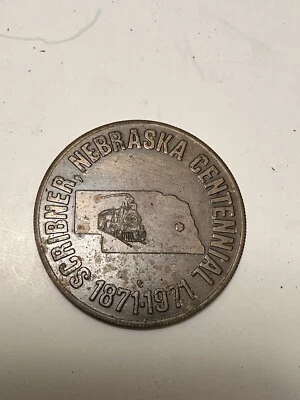 SCRIBNER, NEBRASKA CENTENNIAL
1871·1971